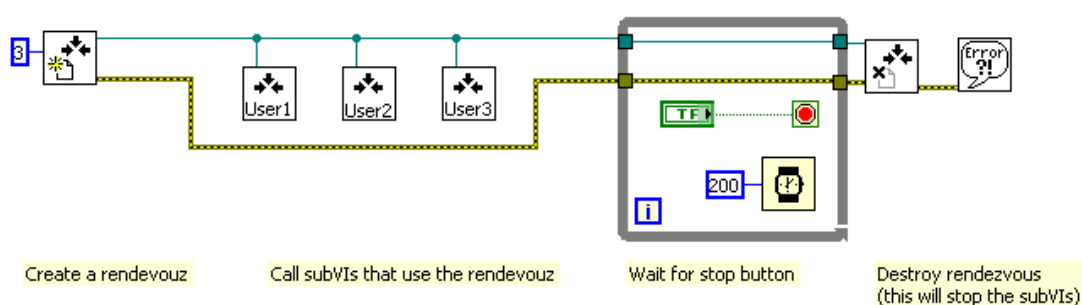 3
User1
User2
User3
Error
?!
TF
200
i
Create a rendevouz
Call subVIs that use the rendevouz
Wait for stop button
Destroy rendezvous
(this will stop the subVIs)